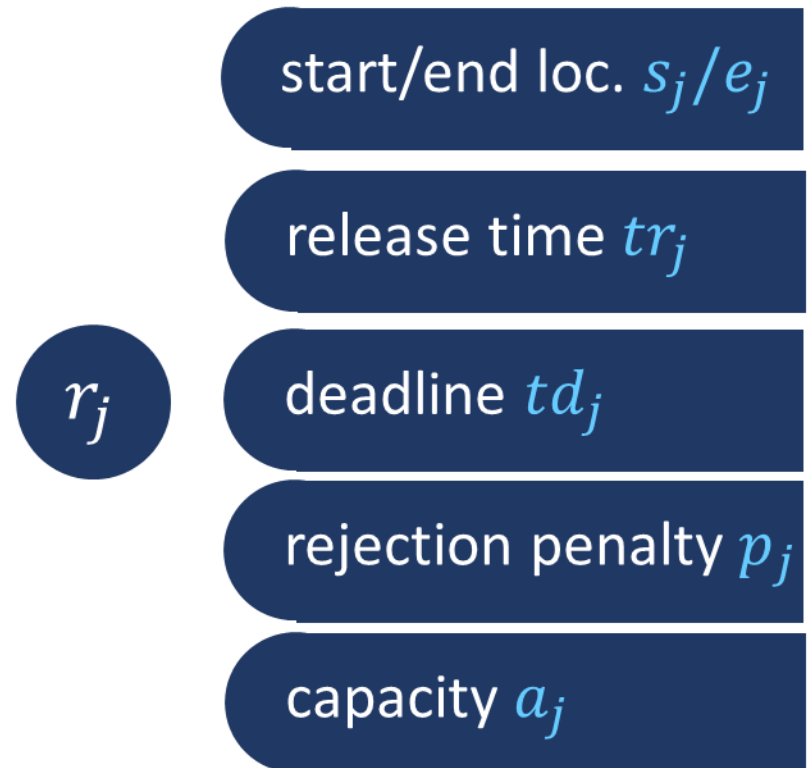 start/end loc. s_j/e_j
release time tr_j
r_j
deadline td_j
rejection penalty p_j
capacity a_j